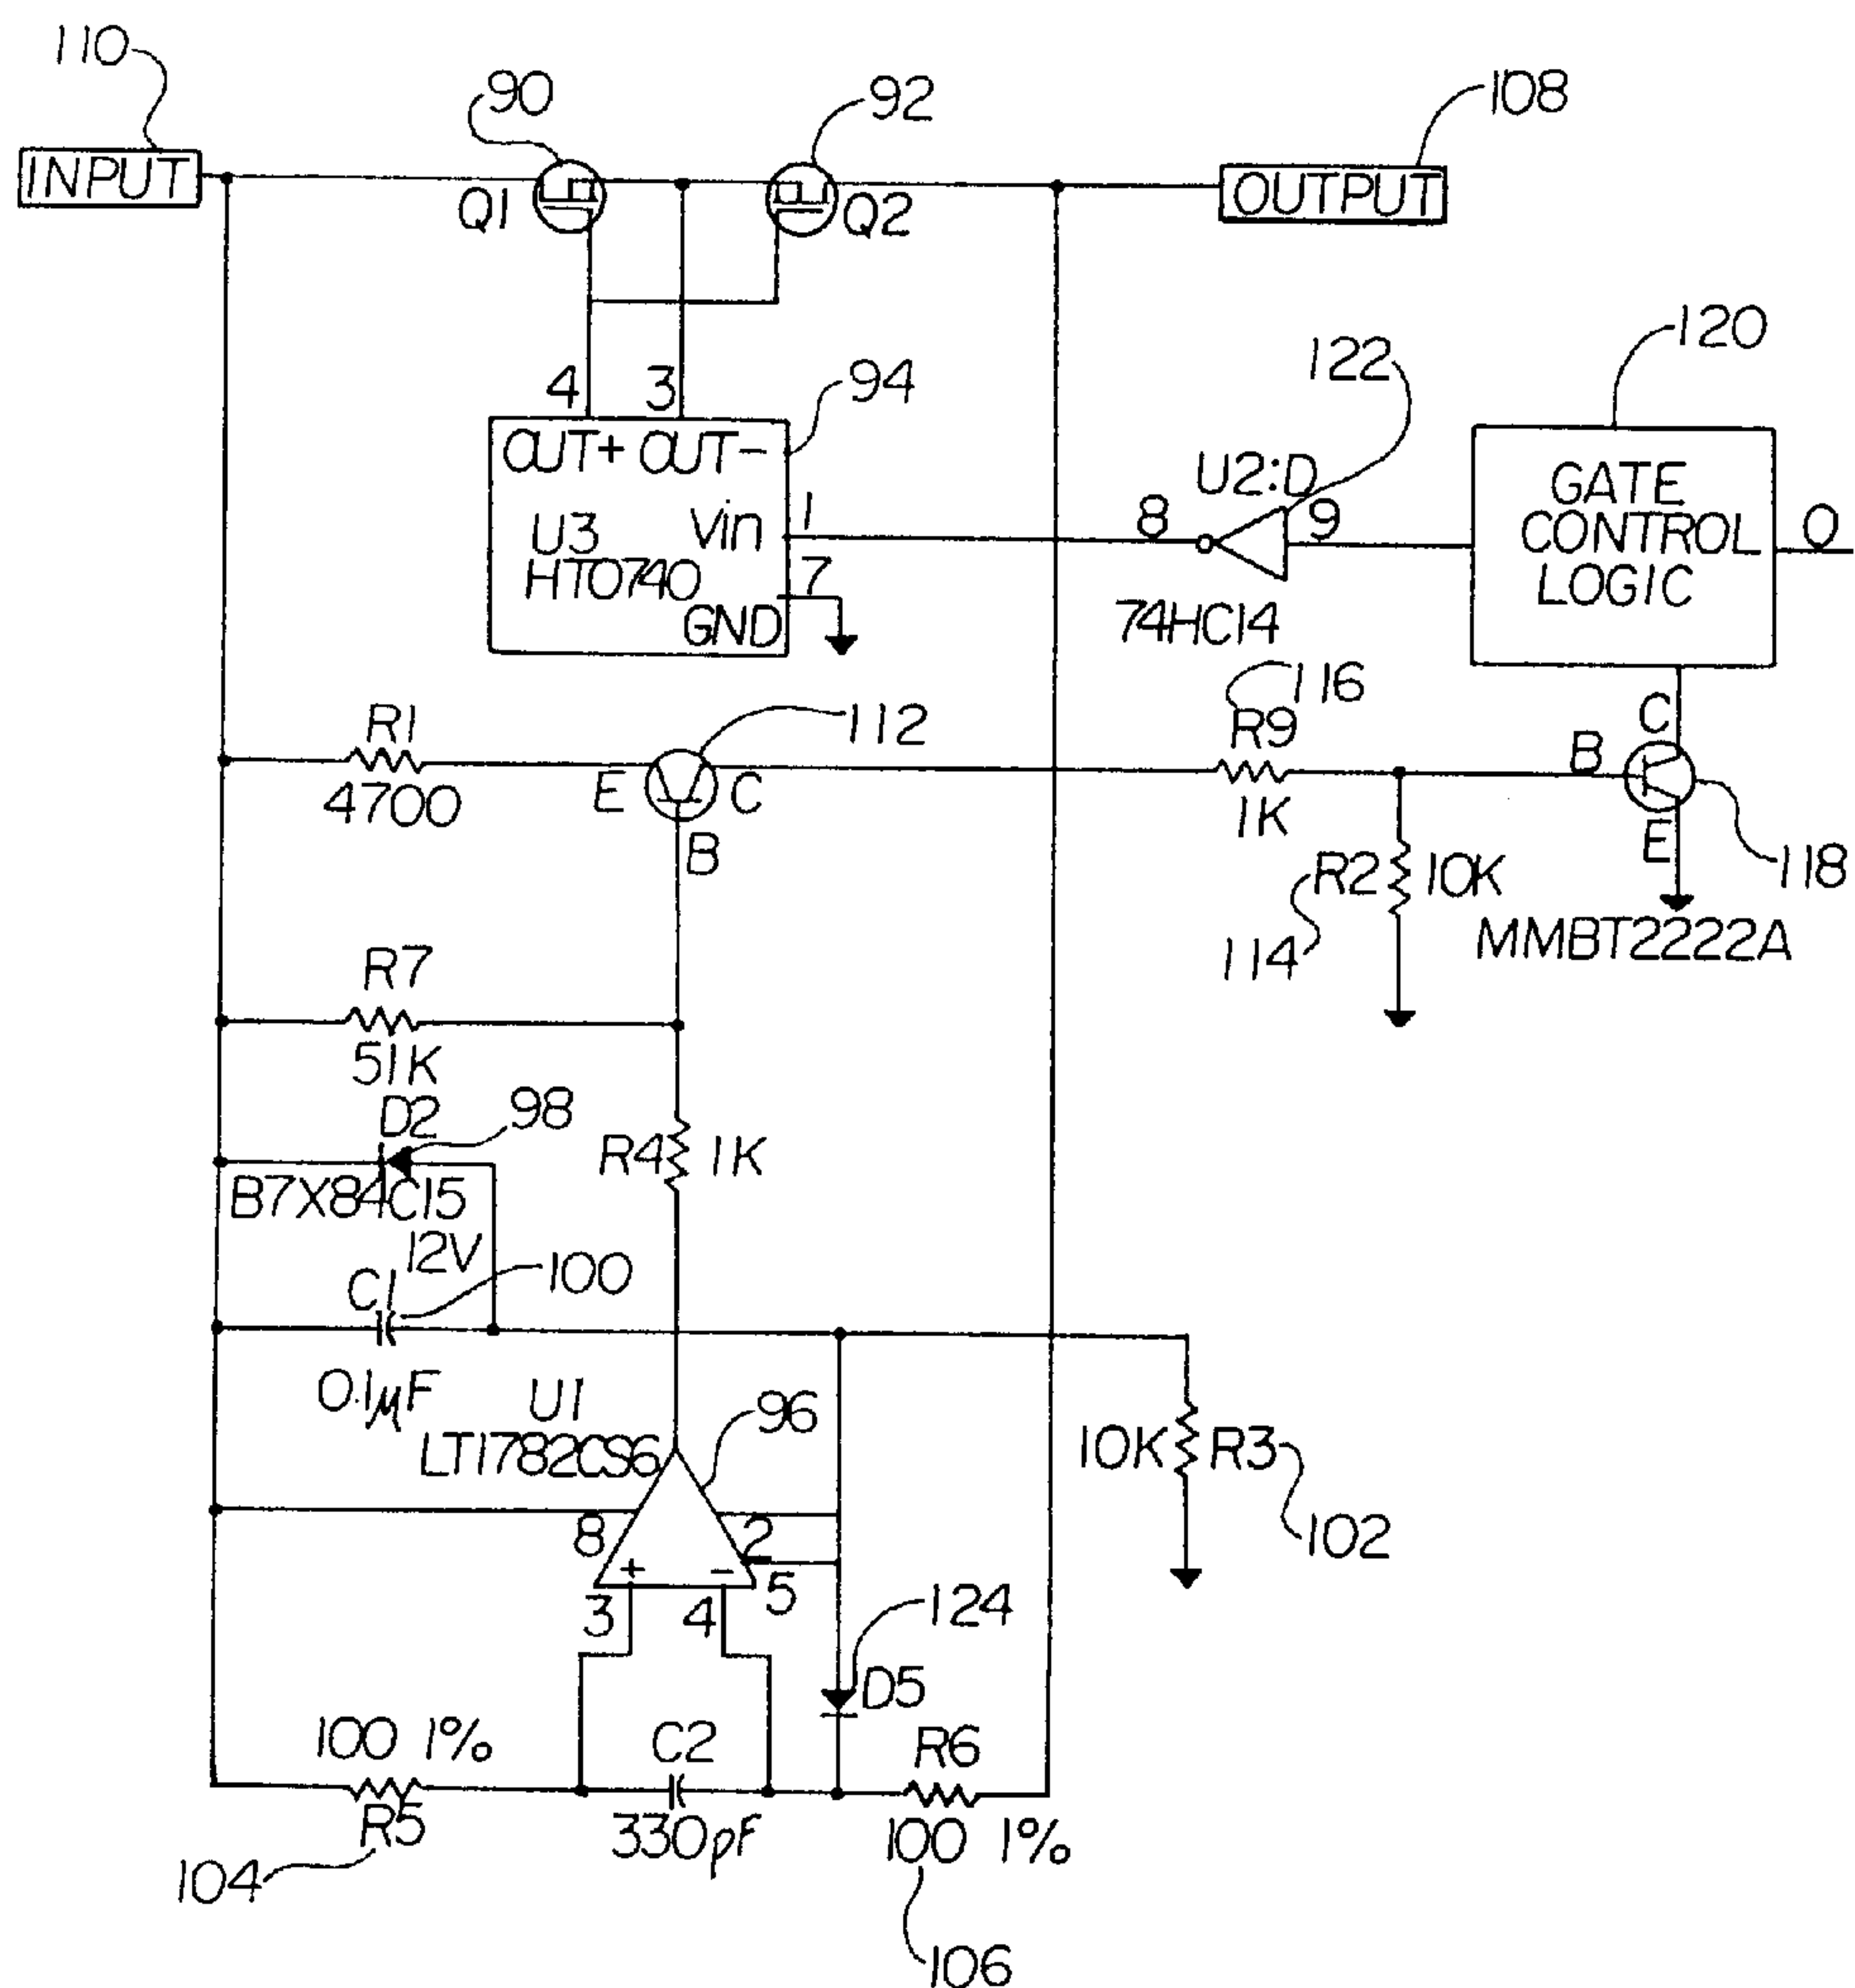 110
90
92
108
INPUT
Q1
Q2
OUTPUT
120
122
4
3
94
OUT+ OUT-
U2:D
GATE
CONTROL
LOGIC
Vin
1
8
9
Q
U3
HT0740
7
GND
74HC14
116
R1
112
R9
C
B
4700
E
C
1K
E
B
R2
10K
118
114
MMBT2222A
R7
51K
D2
98
R4
1K
B7X84C15
12V
C1
100
0.1µF
U1
96
LT1782CS6
10K
R3
8
2
102
+
-
5
3
4
124
D5
100 1%
C2
R6
R5
330pF
100 1%
104
106